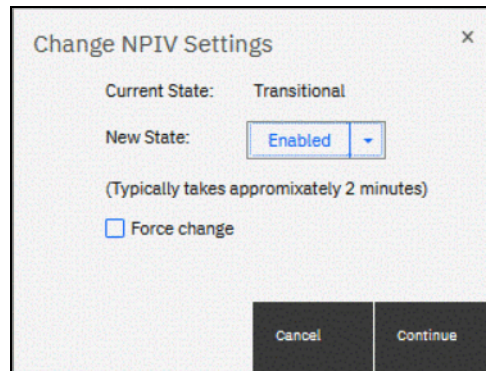 Change NPIV Settings
Current State: Transitional
New State: Enabled
(Typically takes appromixately 2 minutes)
Force change
Cancel Continue